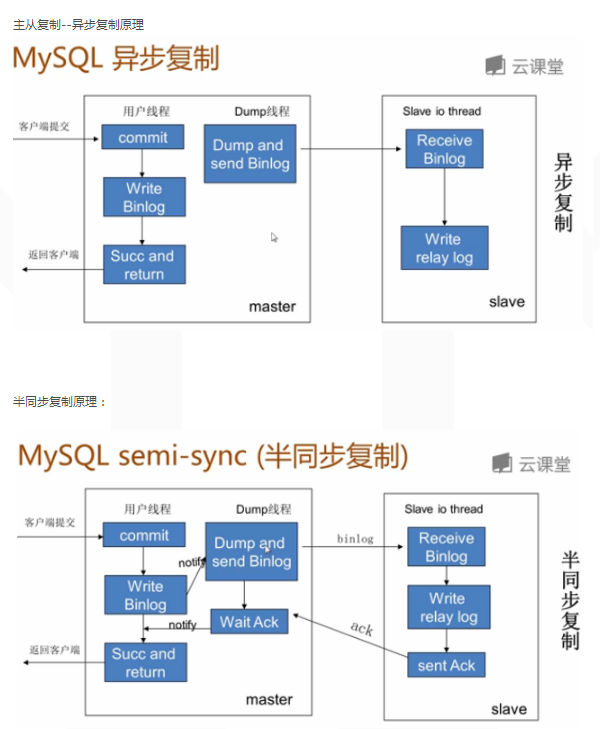 主从复制--异步复制原理
MySQL 异步复制
云课堂
用户线程
Dump线程
Slave io thread
客户端提交
commit
Dump and
send Binlog
Receive
Binlog
Write
Binlog
异步复制
Write
relay log
返回客户端
Succ and
return
master
slave
半同步复制原理：
MySQL semi-sync (半同步复制)
云课堂
用户线程
Dump线程
Slave io thread
客户端提交
commit
Dump and
send Binlog
binlog
Receive
Binlog
notify
Write
Binlog
Wait Ack
Write
relay log
半同步复制
notify
ack
返回客户端
Succ and
return
sent Ack
master
slave